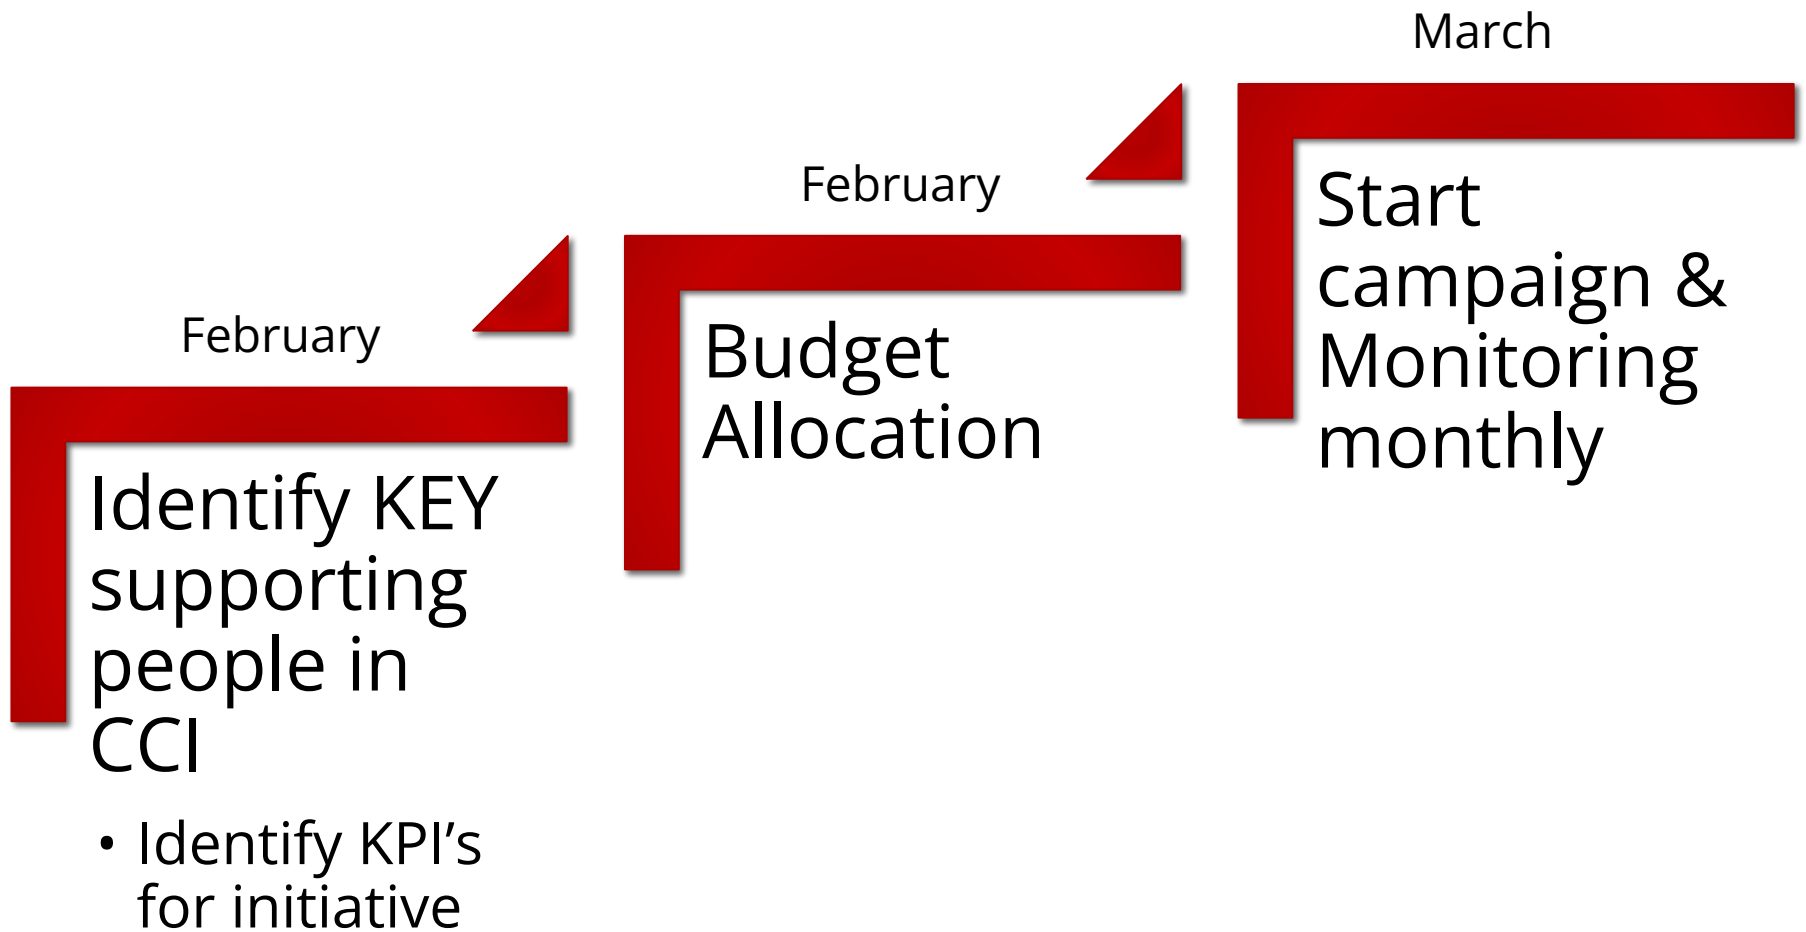 February
Identify KEY
supporting
people in
CCI
• Identify KPI’s
for initiative
February
Budget
Allocation
March
Start
campaign &
Monitoring
monthly